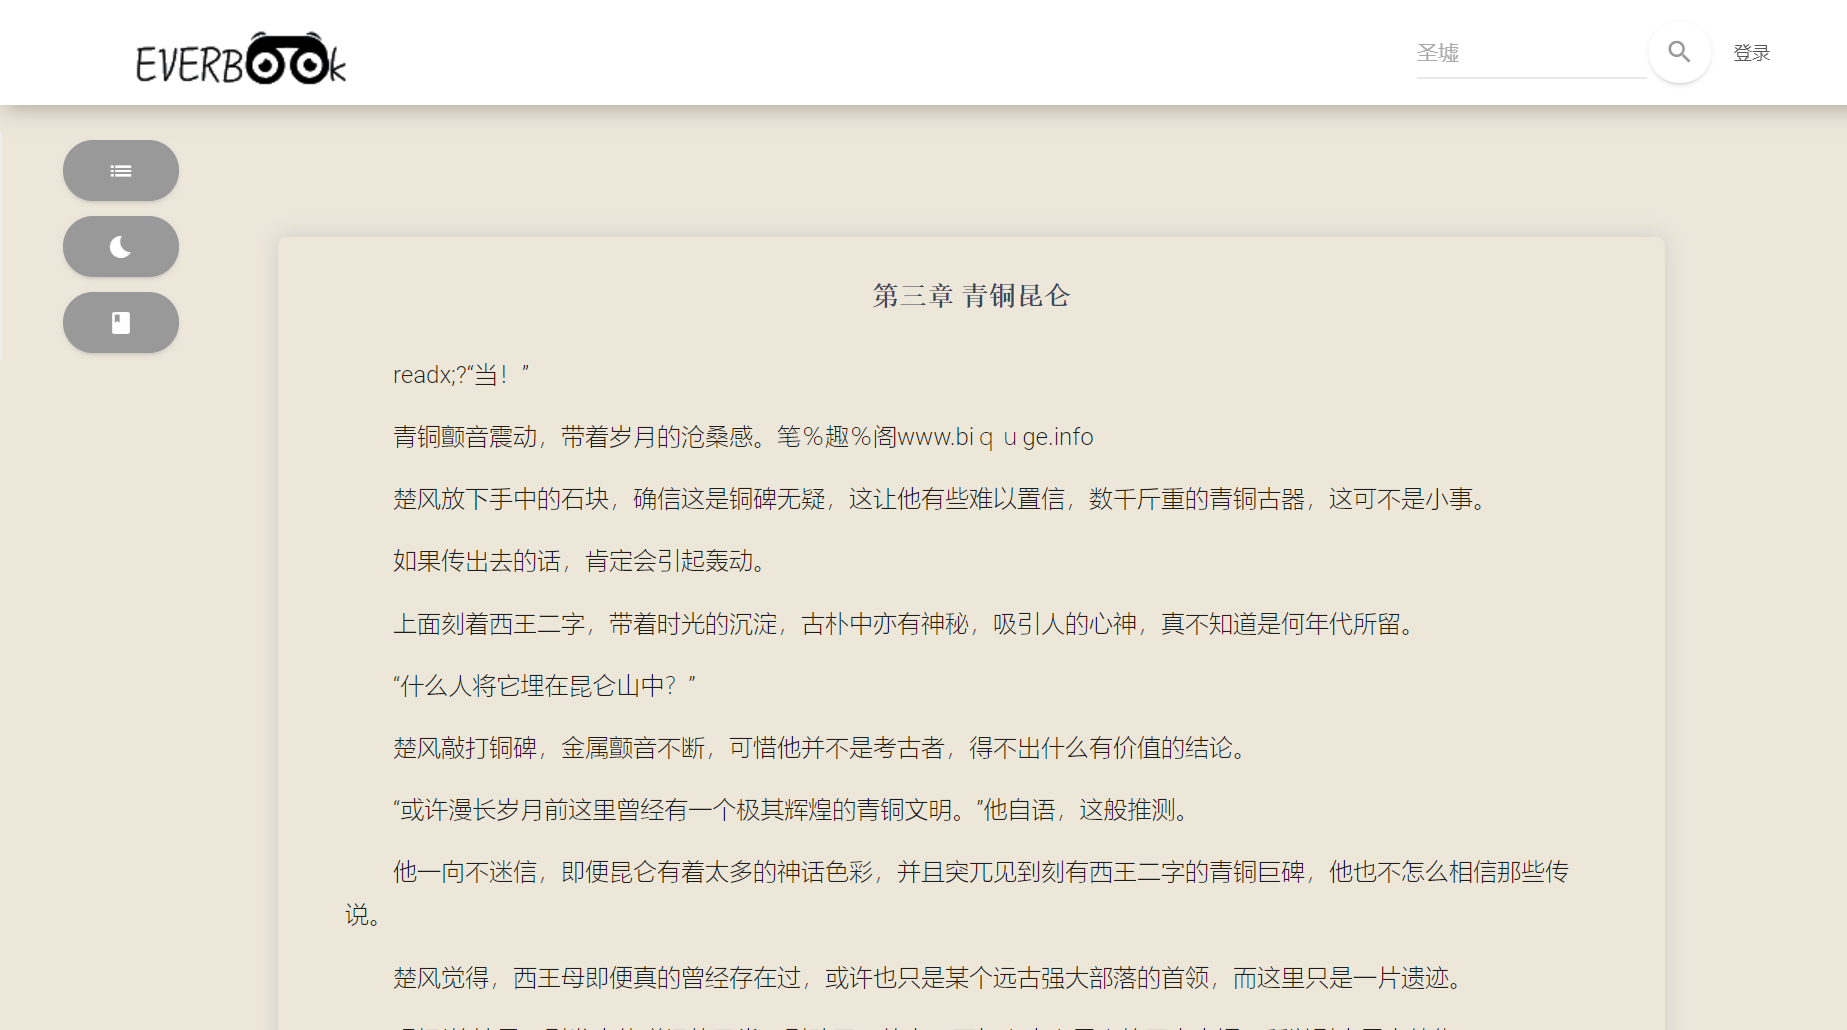 EVERBOOK
圣墟
登录
第三章 青铜昆仑
readx;?“当！”
青铜颤音震动，带着岁月的沧桑感。笔％趣％阁www.biｑｕge.info
楚风放下手中的石块，确信这是铜碑无疑，这让他有些难以置信，数千斤重的青铜古器，这可不是小事。
如果传出去的话，肯定会引起轰动。
上面刻着西王二字，带着时光的沉淀，古朴中亦有神秘，吸引人的心神，真不知道是何年代所留。
“什么人将它埋在昆仑山中？”
楚风敲打铜碑，金属颤音不断，可惜他并不是考古者，得不出什么有价值的结论。
“或许漫长岁月前这里曾经有一个极其辉煌的青铜文明。”他自语，这般推测。
他一向不迷信，即便昆仑有着太多的神话色彩，并且突兀见到刻有西王二字的青铜巨碑，他也不怎么相信那些传
说。
楚风觉得，西王母即便真的曾经存在过，或许也只是某个远古强大部落的首领，而这里只是一片遗迹。